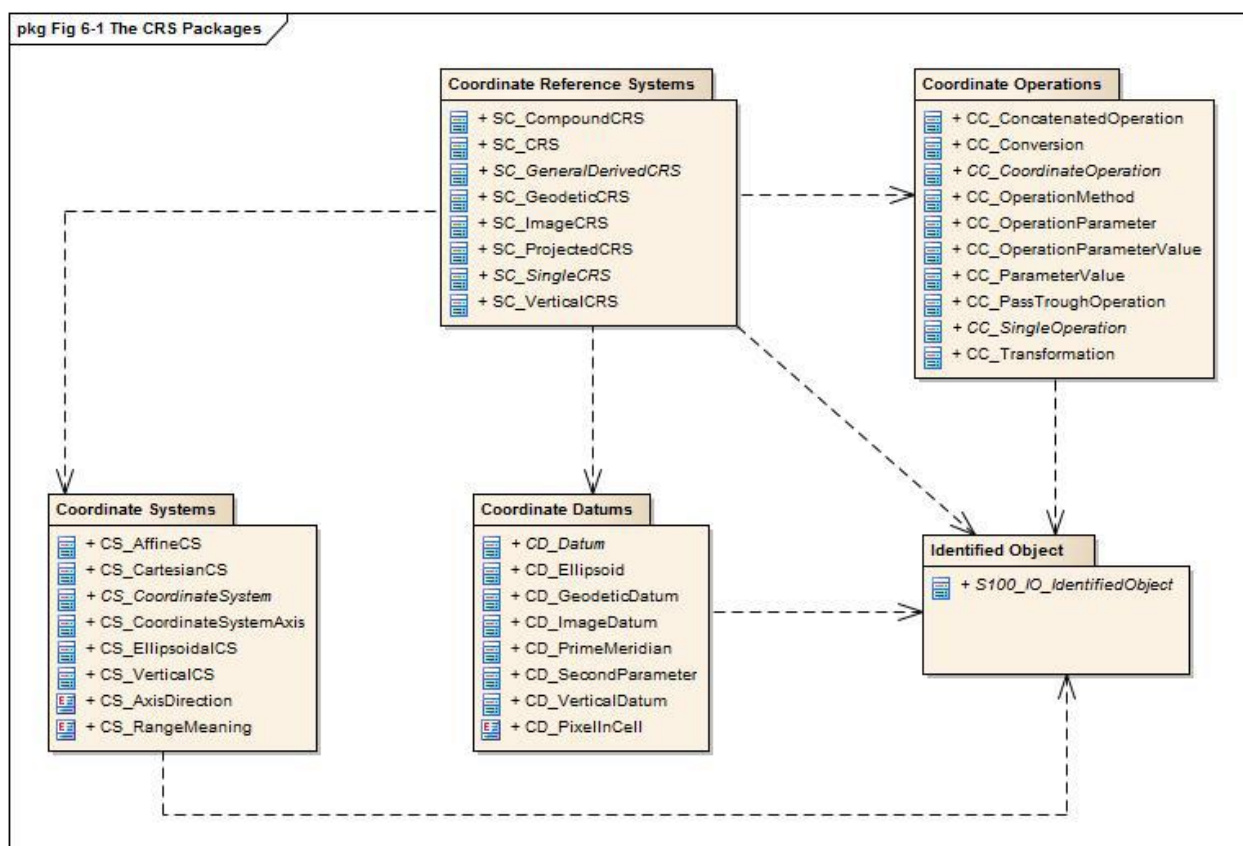 pkg Fig 6-1 The CRS Packages
Coordinate Reference Systems
+ SC_CompoundCRS
+ SC_CRS
+ SC_GeneralDerivedCRS
+ SC_GeodeticCRS
+ SC_ImageCRS
+ SC_ProjectedCRS
+ SC_SingleCRS
+ SC_VerticalCRS
Coordinate Operations
+ CC_ConcatenatedOperation
+ CC_Conversion
+ CC_CoordinateOperation
+ CC_OperationMethod
+ CC_OperationParameter
+ CC_OperationParameterValue
+ CC_ParameterValue
+ CC_PassTroughOperation
+ CC_SingleOperation
+ CC_Transformation
Coordinate Systems
+ CS_AffineCS
+ CS_CartesianCS
+ CS_CoordinateSystem
+ CS_CoordinateSystemAxis
+ CS_EllipsoidalCS
+ CS_VerticalCS
E + CS_AxisDirection
E + CS_RangeMeaning
Coordinate Datums
+ CD_Datum
+ CD_Ellipsoid
+ CD_GeodeticDatum
+ CD_ImageDatum
+ CD_PrimeMeridian
+ CD_SecondParameter
+ CD_VerticalDatum
E + CD_PixelInCell
Identified Object
+ S100_IO_IdentifiedObject